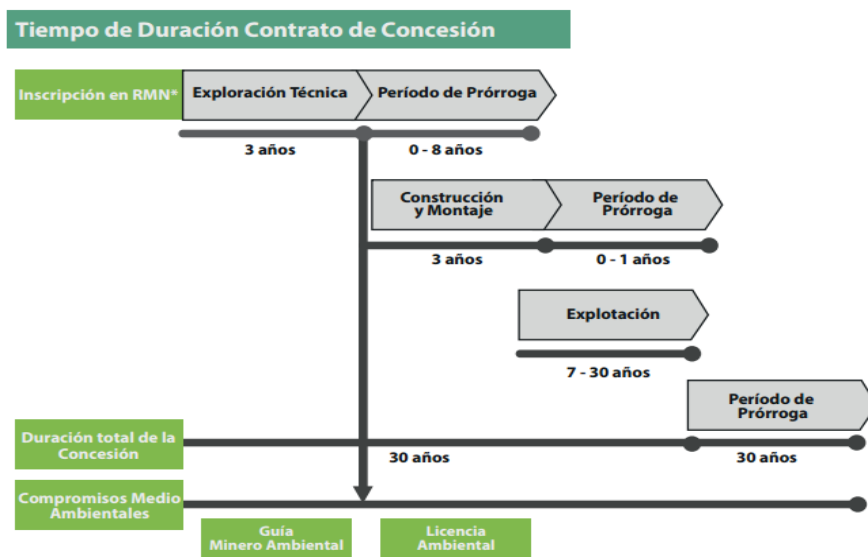 Tiempo de Duración Contrato de Concesión
Inscripción en RMN*
Exploración Técnica
Período de Prórroga
3 años
0 - 8 años
Construcción
y Montaje
Período de
Prórroga
3 años
0 - 1 años
Explotación
7 - 30 años
Período de
Prórroga
Duración total de la
Concesión
30 años
30 años
Compromisos Medio
Ambientales
Guía
Minero Ambiental
Licencia
Ambiental